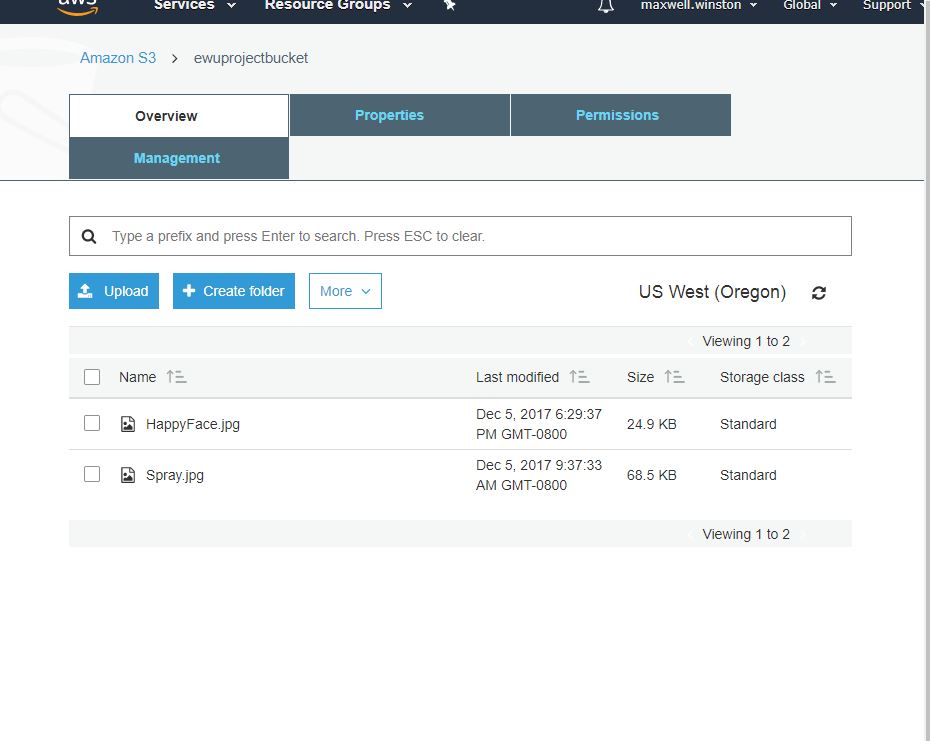 aws Services Resource Groups maxwell.winston Global Support
Amazon S3 > ewuprojectbucket
Overview Properties Permissions
Management
Type a prefix and press Enter to search. Press ESC to clear.
Upload Create folder More US West (Oregon)
Viewing 1 to 2
Name Last modified Size Storage class
HappyFace.jpg Dec 5, 2017 6:29:37 PM GMT-0800 24.9 KB Standard
Spray.jpg Dec 5, 2017 9:37:33 AM GMT-0800 68.5 KB Standard
Viewing 1 to 2